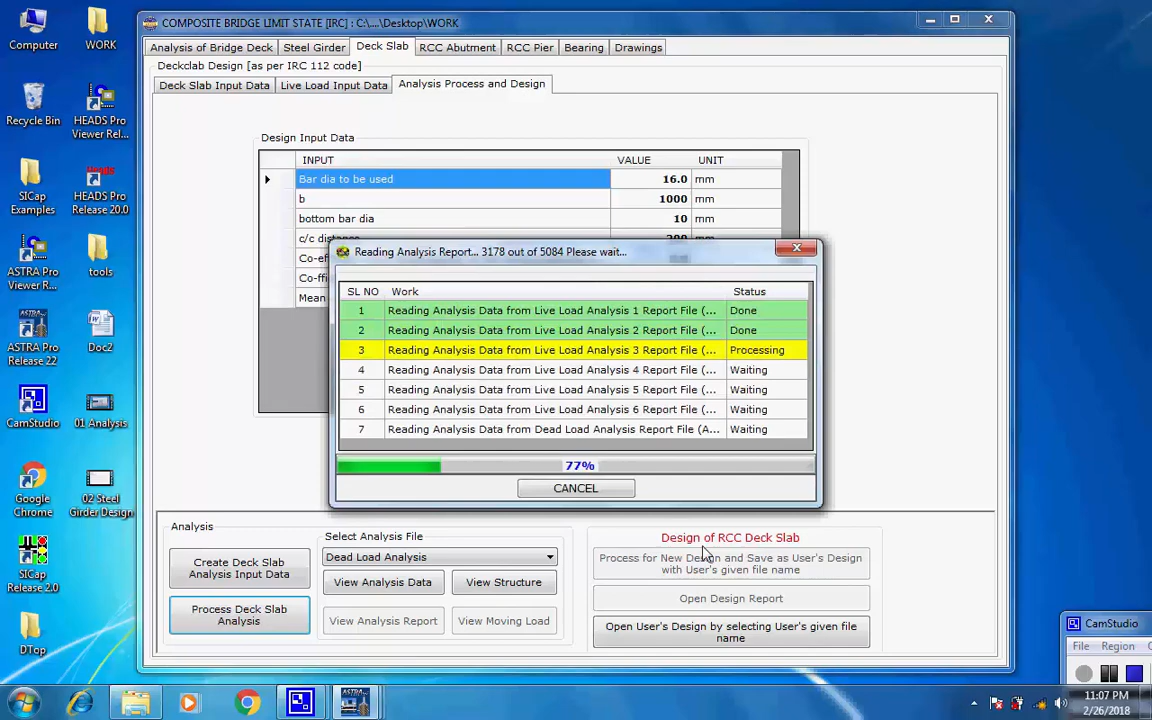 Computer
WORK
Recycle Bin
HEADS Pro
Viewer Rel...
SICap
Examples
HEADS Pro
Release 20.0
ASTRA Pro
Viewer R...
tools
ASTRA Pro
Release 22
Doc2
CamStudio
01 Analysis
Google
Chrome
02 Steel
Girder Design
SICap
Release 2.0
DTop
COMPOSITE BRIDGE LIMIT STATE [IRC] : C:\....\Desktop\WORK
Analysis of Bridge Deck
Steel Girder
Deck Slab
RCC Abutment
RCC Pier
Bearing
Drawings
Deckclab Design [as per IRC 112 code]
Deck Slab Input Data
Live Load Input Data
Analysis Process and Design
Design Input Data
INPUT VALUE UNIT
Bar dia to be used 16.0 mm
b 1000 mm
bottom bar dia 10 mm
c/c distance
Co-ef
Co-ffi
Mean
Reading Analysis Report... 3178 out of 5084 Please wait...
SL NO Work Status
1 Reading Analysis Data from Live Load Analysis 1 Report File (... Done
2 Reading Analysis Data from Live Load Analysis 2 Report File (... Done
3 Reading Analysis Data from Live Load Analysis 3 Report File (... Processing
4 Reading Analysis Data from Live Load Analysis 4 Report File (... Waiting
5 Reading Analysis Data from Live Load Analysis 5 Report File (... Waiting
6 Reading Analysis Data from Live Load Analysis 6 Report File (... Waiting
7 Reading Analysis Data from Dead Load Analysis Report File (A... Waiting
77%
CANCEL
Analysis
Create Deck Slab
Analysis Input Data
Process Deck Slab
Analysis
Select Analysis File
Dead Load Analysis
View Analysis Data
View Structure
View Analysis Report
View Moving Load
Design of RCC Deck Slab
Process for New Design and Save as User's Design
with User's given file name
Open Design Report
Open User's Design by selecting User's given file
name
CamStudio
File Region
11:07 PM
2/26/2018